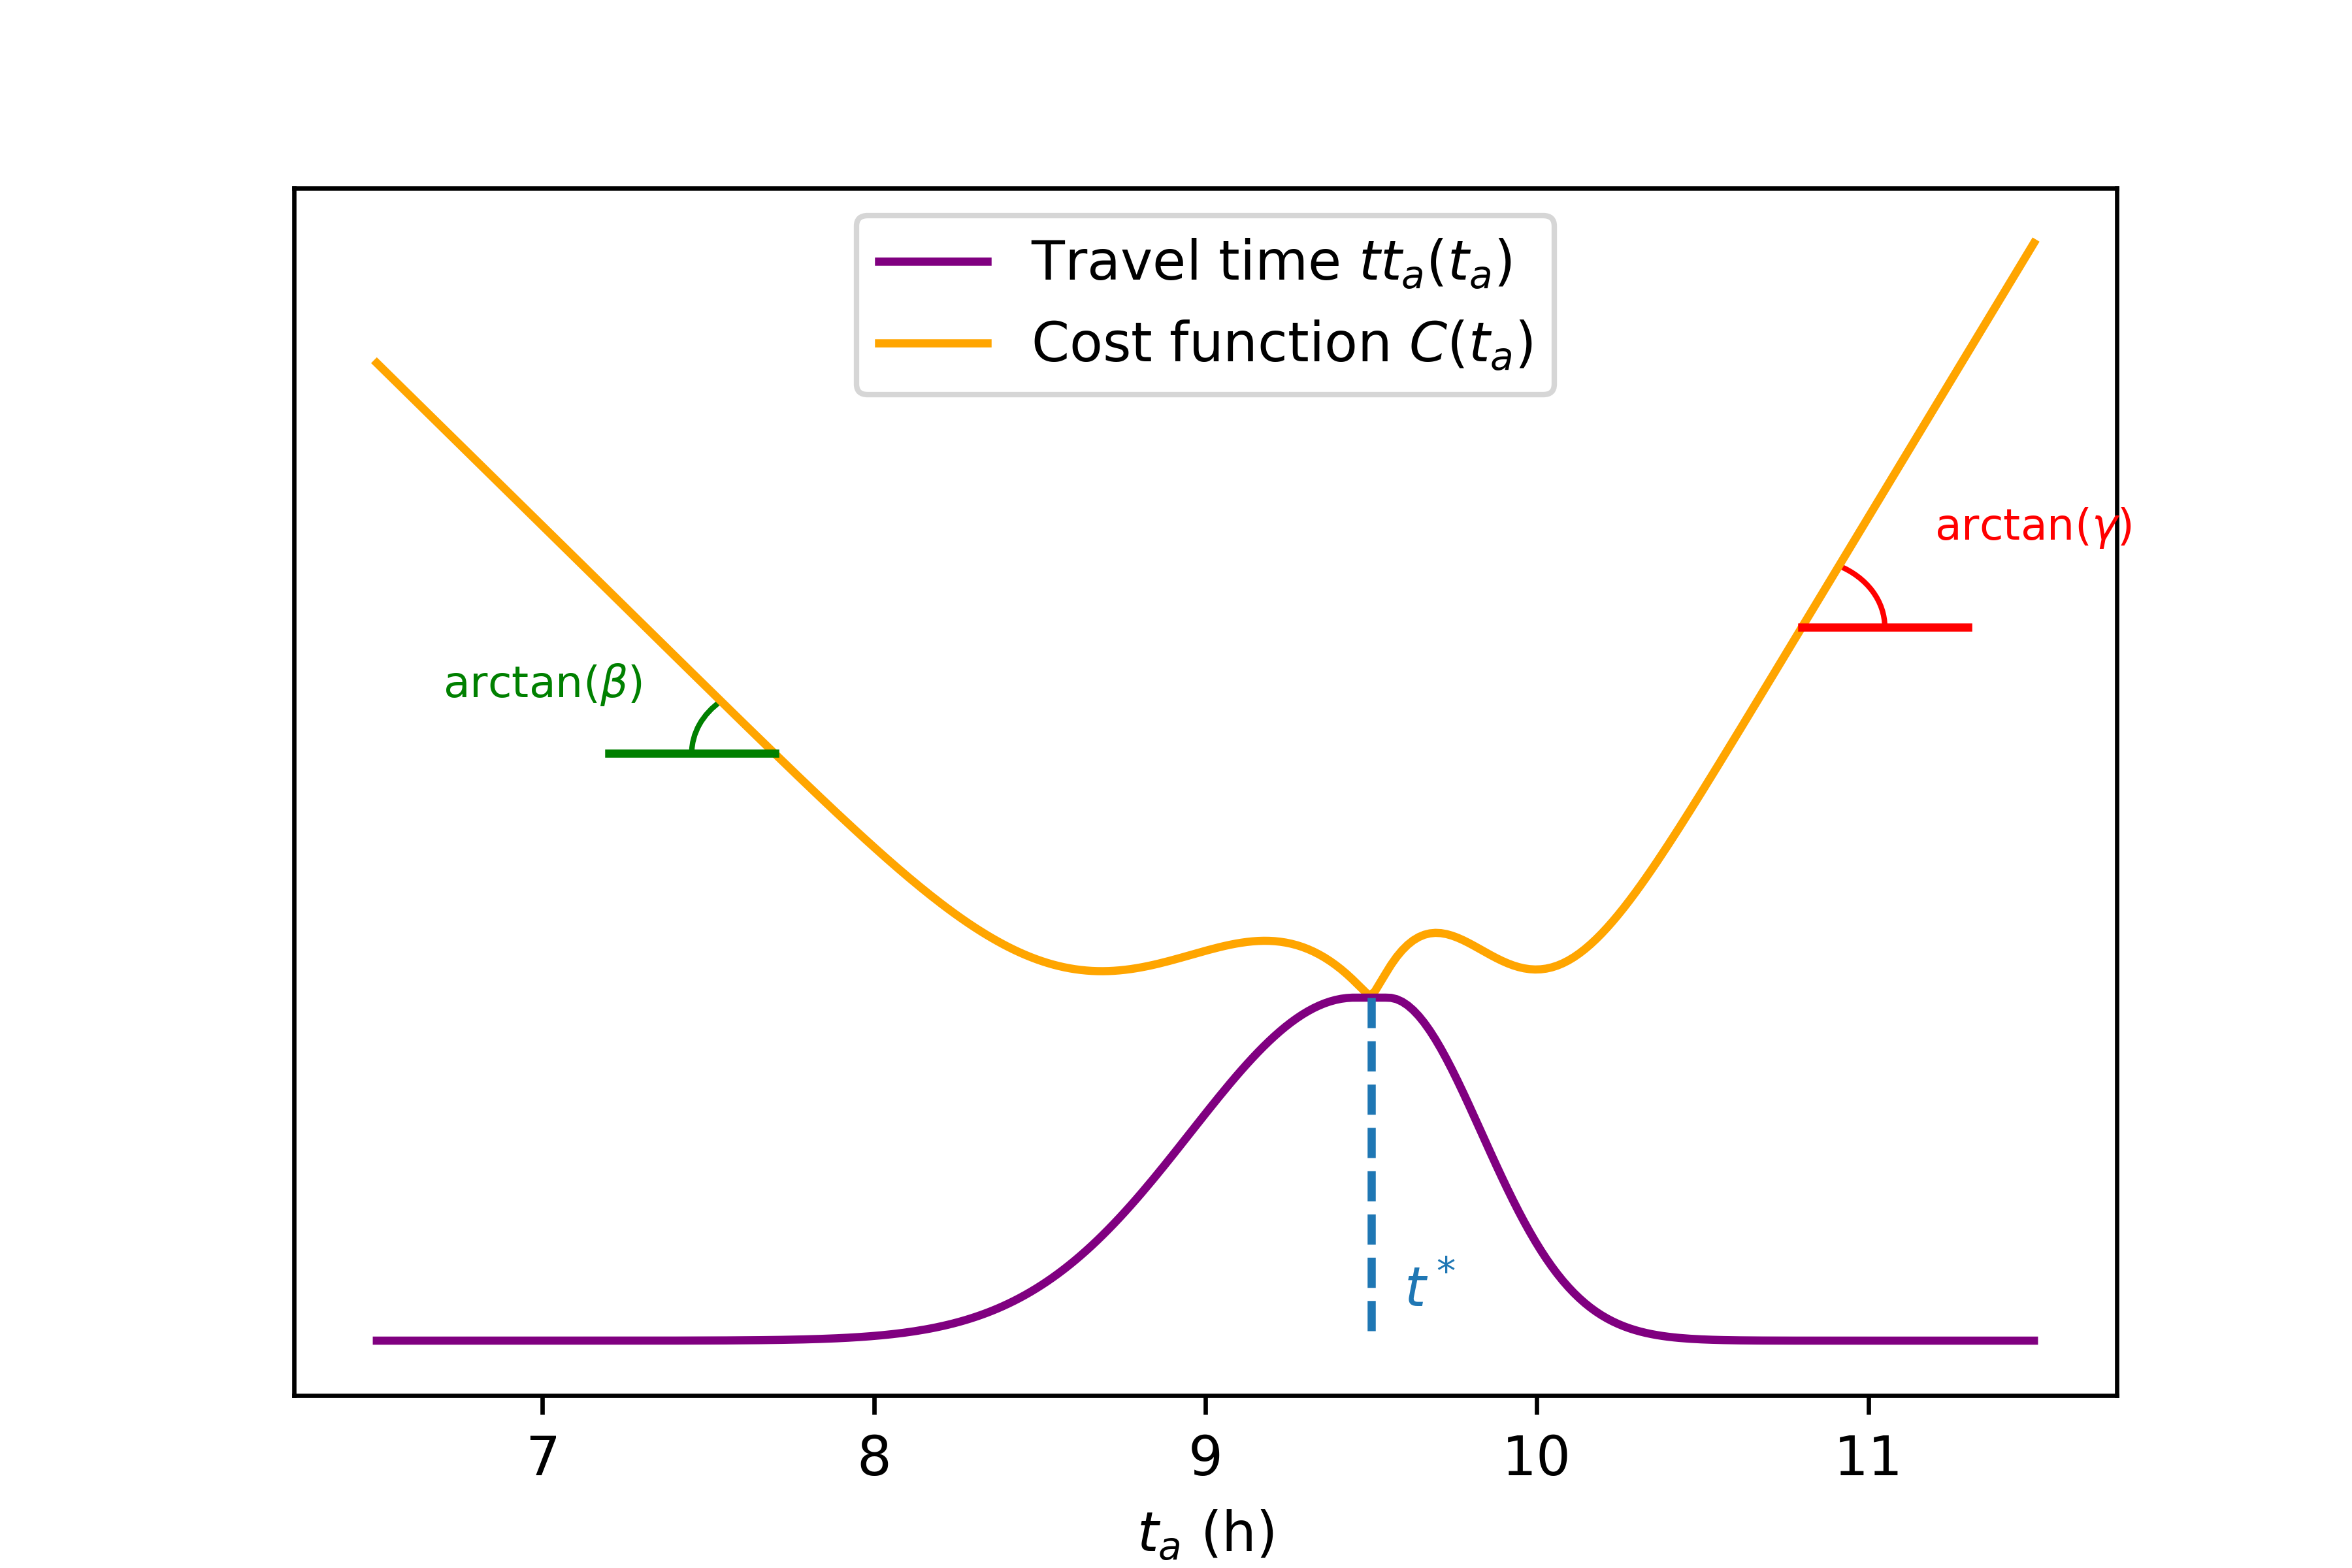 Travel time ttₐ(tₐ)
Cost function C(tₐ)
arctan(γ)
arctan(β)
t*
7 8 9 10 11
tₐ (h)